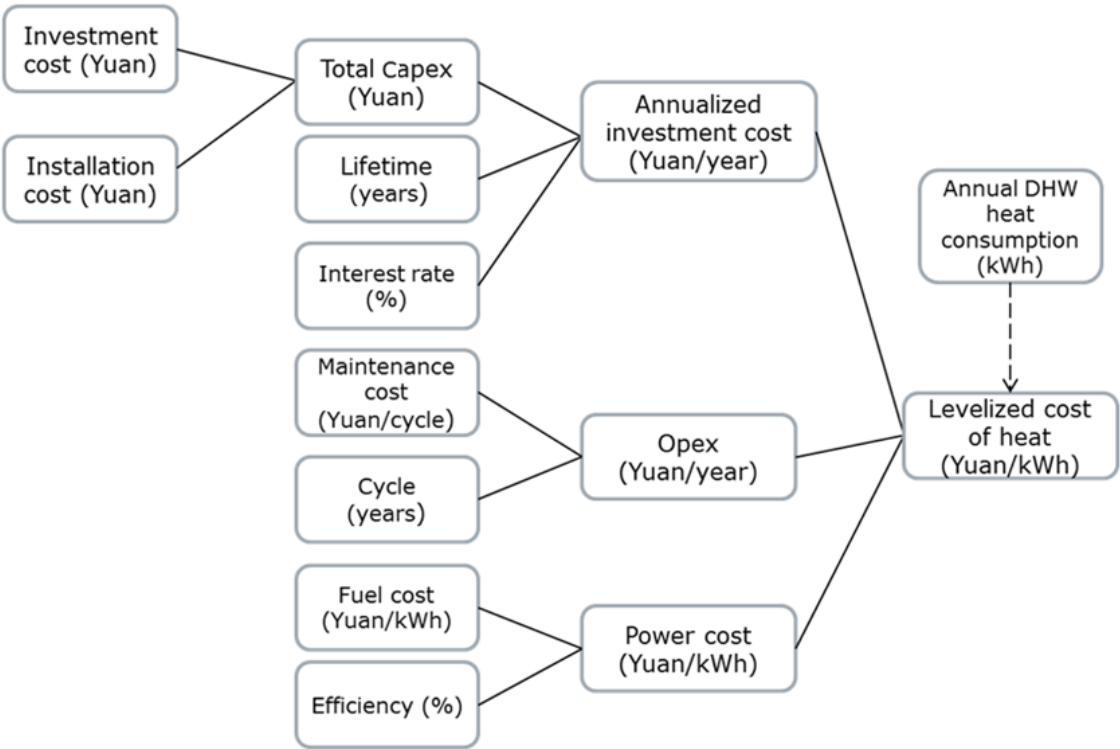 Investment
cost (Yuan)
Installation
cost (Yuan)
Total Capex
(Yuan)
Lifetime
(years)
Interest rate
(%)
Maintenance
cost
(Yuan/cycle)
Cycle
(years)
Fuel cost
(Yuan/kWh)
Efficiency (%)
Annualized
investment cost
(Yuan/year)
Opex
(Yuan/year)
Power cost
(Yuan/kWh)
Annual DHW
heat
consumption
(kWh)
Levelized cost
of heat
(Yuan/kWh)